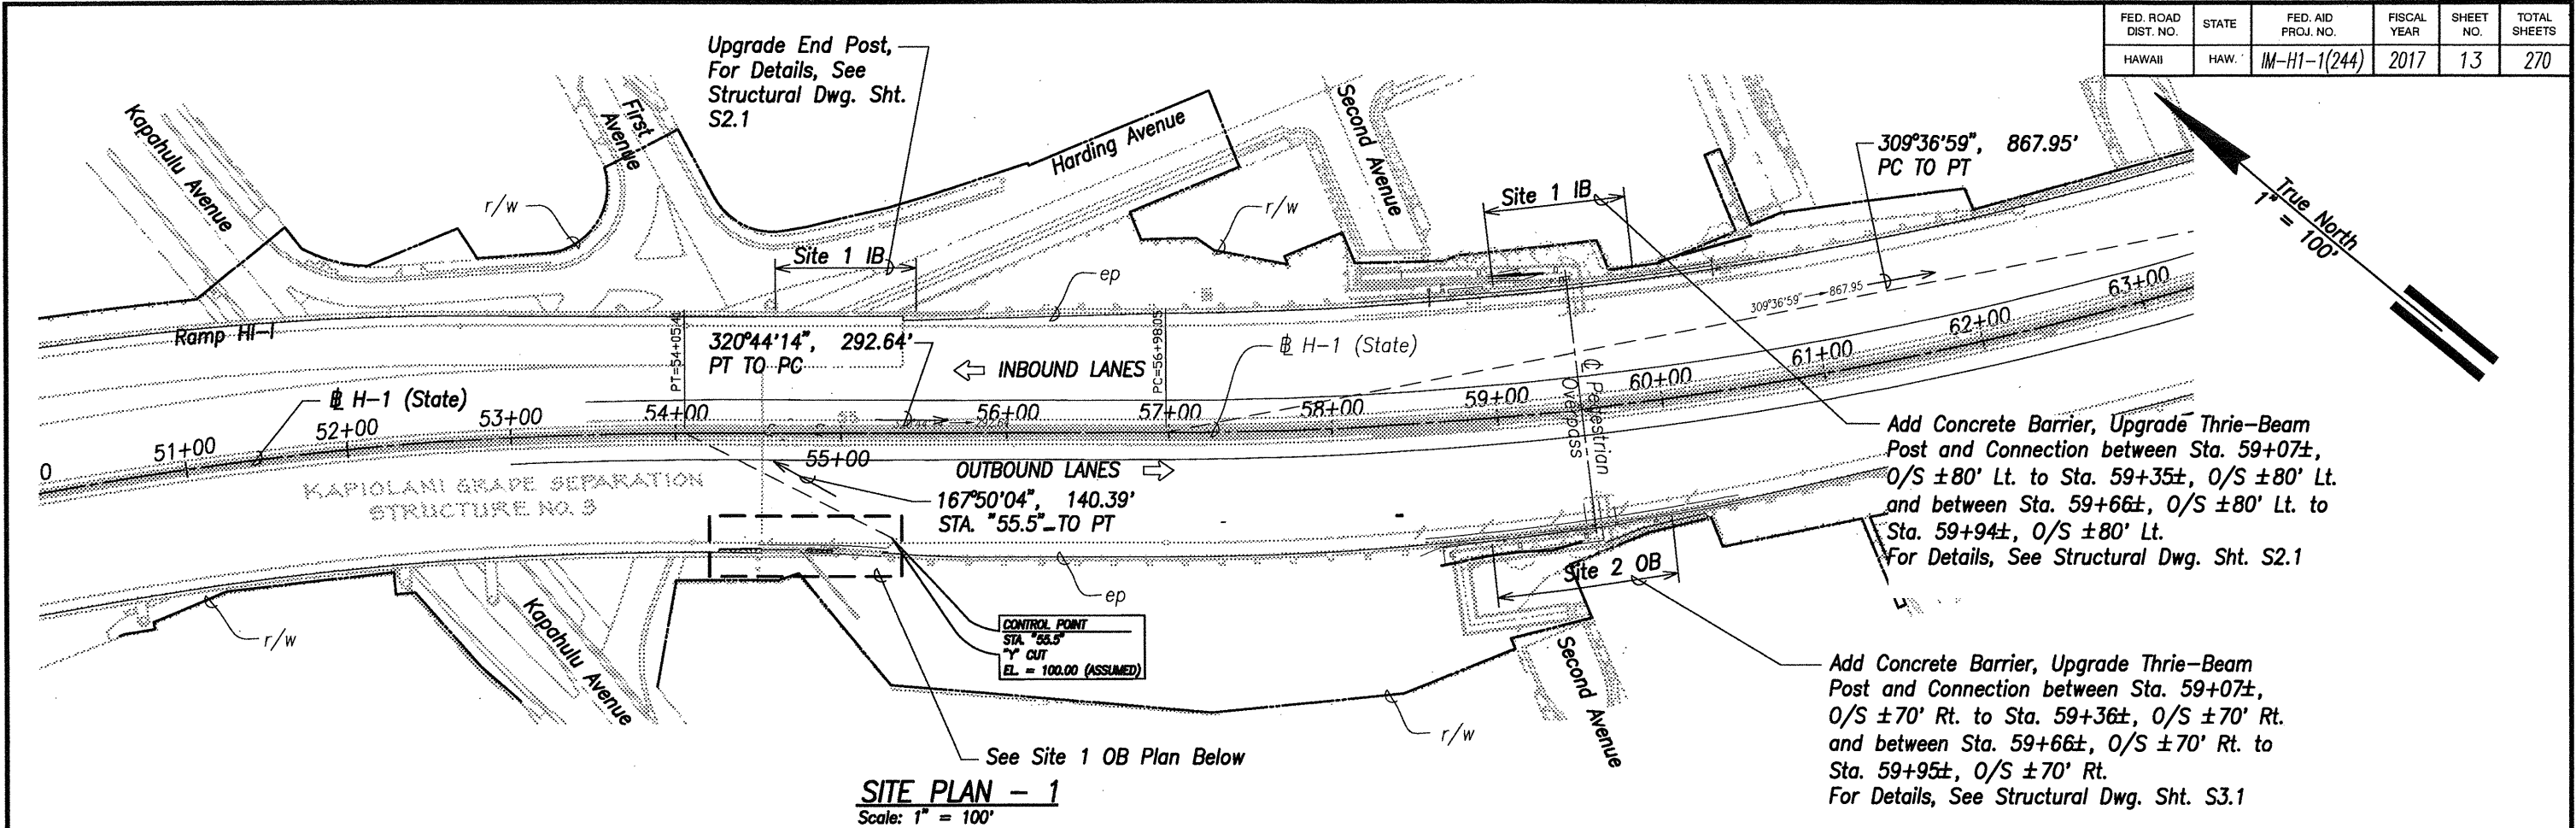 FED. ROAD DIST. NO.
STATE
FED. AID PROJ. NO.
FISCAL YEAR
SHEET NO.
TOTAL SHEETS
HAWAII
HAW.
IM-H1-1(244)
2017
13
270
Upgrade End Post,
For Details, See
Structural Dwg. Sht.
S2.1
Kapahulu Avenue
First
Avenue
Harding Avenue
Second Avenue
309°36'59", 867.95'
PC TO PT
True North
1" = 100'
r/w
r/w
Site 1 IB
Site 1 IB
ep
Ramp HI-I
PT=54+05.41
320°44'14", 292.64'
PT TO PC
⇦ INBOUND LANES
PC=56+98.05
℄ H-1 (State)
309°36'59" 867.95
℄ H-1 (State)
0
51+00
52+00
53+00
54+00
55+00
56+00
57+00
58+00
59+00
60+00
61+00
62+00
63+00
℄ Pedestrian
Overpass
KAPIOLANI GRADE SEPARATION
STRUCTURE NO. 3
OUTBOUND LANES ⇨
167°50'04", 140.39'
STA. "55.5" TO PT
Add Concrete Barrier, Upgrade Thrie-Beam
Post and Connection between Sta. 59+07±,
O/S ±80' Lt. to Sta. 59+35±, O/S ±80' Lt.
and between Sta. 59+66±, O/S ±80' Lt. to
Sta. 59+94±, O/S ±80' Lt.
For Details, See Structural Dwg. Sht. S2.1
Site 2 OB
ep
CONTROL POINT
STA. "55.5"
"Y" CUT
EL. = 100.00 (ASSUMED)
r/w
Kapahulu Avenue
Second Avenue
r/w
See Site 1 OB Plan Below
Add Concrete Barrier, Upgrade Thrie-Beam
Post and Connection between Sta. 59+07±,
O/S ±70' Rt. to Sta. 59+36±, O/S ±70' Rt.
and between Sta. 59+66±, O/S ±70' Rt. to
Sta. 59+95±, O/S ±70' Rt.
For Details, See Structural Dwg. Sht. S3.1
SITE PLAN - 1
Scale: 1" = 100'